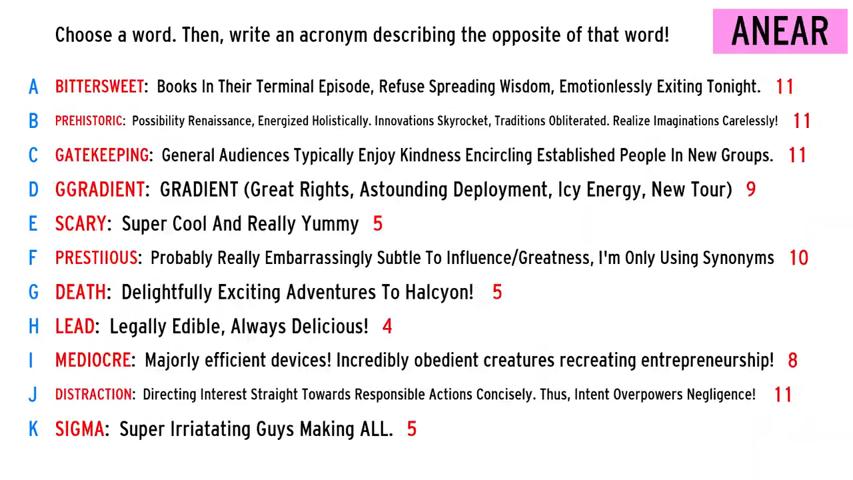 Choose a word. Then, write an acronym describing the opposite of that word!
ANEAR
A BITTERSWEET: Books In Their Terminal Episode, Refuse Spreading Wisdom, Emotionlessly Exiting Tonight. 11
B PREHISTORIC: Possibility Renaissance, Energized Holistically. Innovations Skyrocket, Traditions Obliterated. Realize Imaginations Carelessly! 11
C GATEKEEPING: General Audiences Typically Enjoy Kindness Encircling Established People In New Groups. 11
D GGRADIENT: GRADIENT (Great Rights, Astounding Deployment, Icy Energy, New Tour) 9
E SCARY: Super Cool And Really Yummy 5
F PRESTIIOUS: Probably Really Embarrassingly Subtle To Influence/Greatness, I'm Only Using Synonyms 10
G DEATH: Delightfully Exciting Adventures To Halcyon! 5
H LEAD: Legally Edible, Always Delicious! 4
I MEDIOCRE: Majorly efficient devices! Incredibly obedient creatures recreating entrepreneurship! 8
J DISTRACTION: Directing Interest Straight Towards Responsible Actions Concisely. Thus, Intent Overpowers Negligence! 11
K SIGMA: Super Irriatating Guys Making ALL. 5